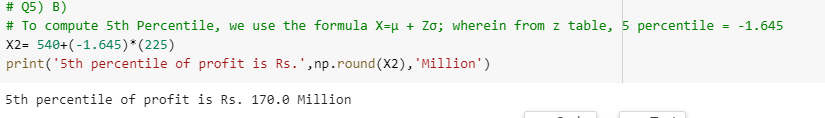 # Q5) B)
# To compute 5th Percentile, we use the formula X=μ + Zσ; wherein from z table, 5 percentile = -1.645
X2= 540+(-1.645)*(225)
print('5th percentile of profit is Rs.',np.round(X2),'Million')
5th percentile of profit is Rs. 170.0 Million